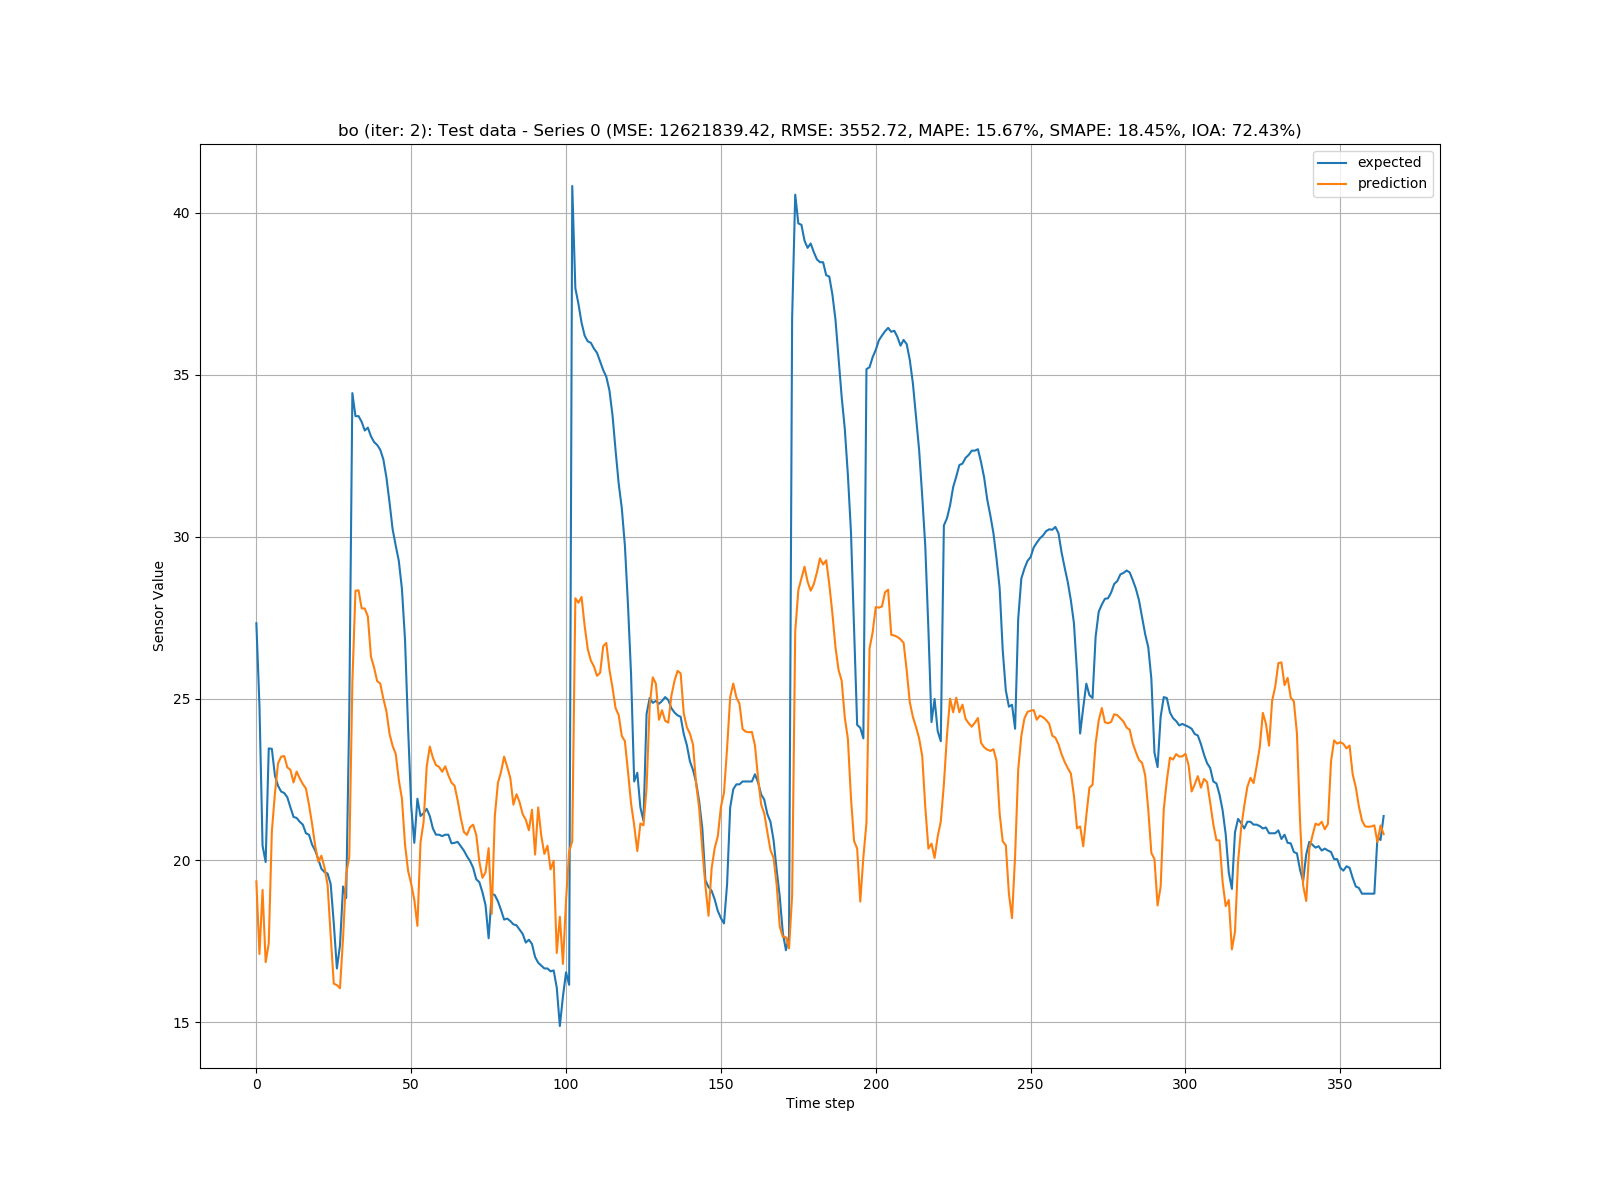 bo (iter: 2): Test data - Series 0 (MSE: 12621839.42, RMSE: 3552.72, MAPE: 15.67%, SMAPE: 18.45%, IOA: 72.43%)
expected
prediction
40
35
30
25
20
15
Sensor Value
0 50 100 150 200 250 300 350
Time step